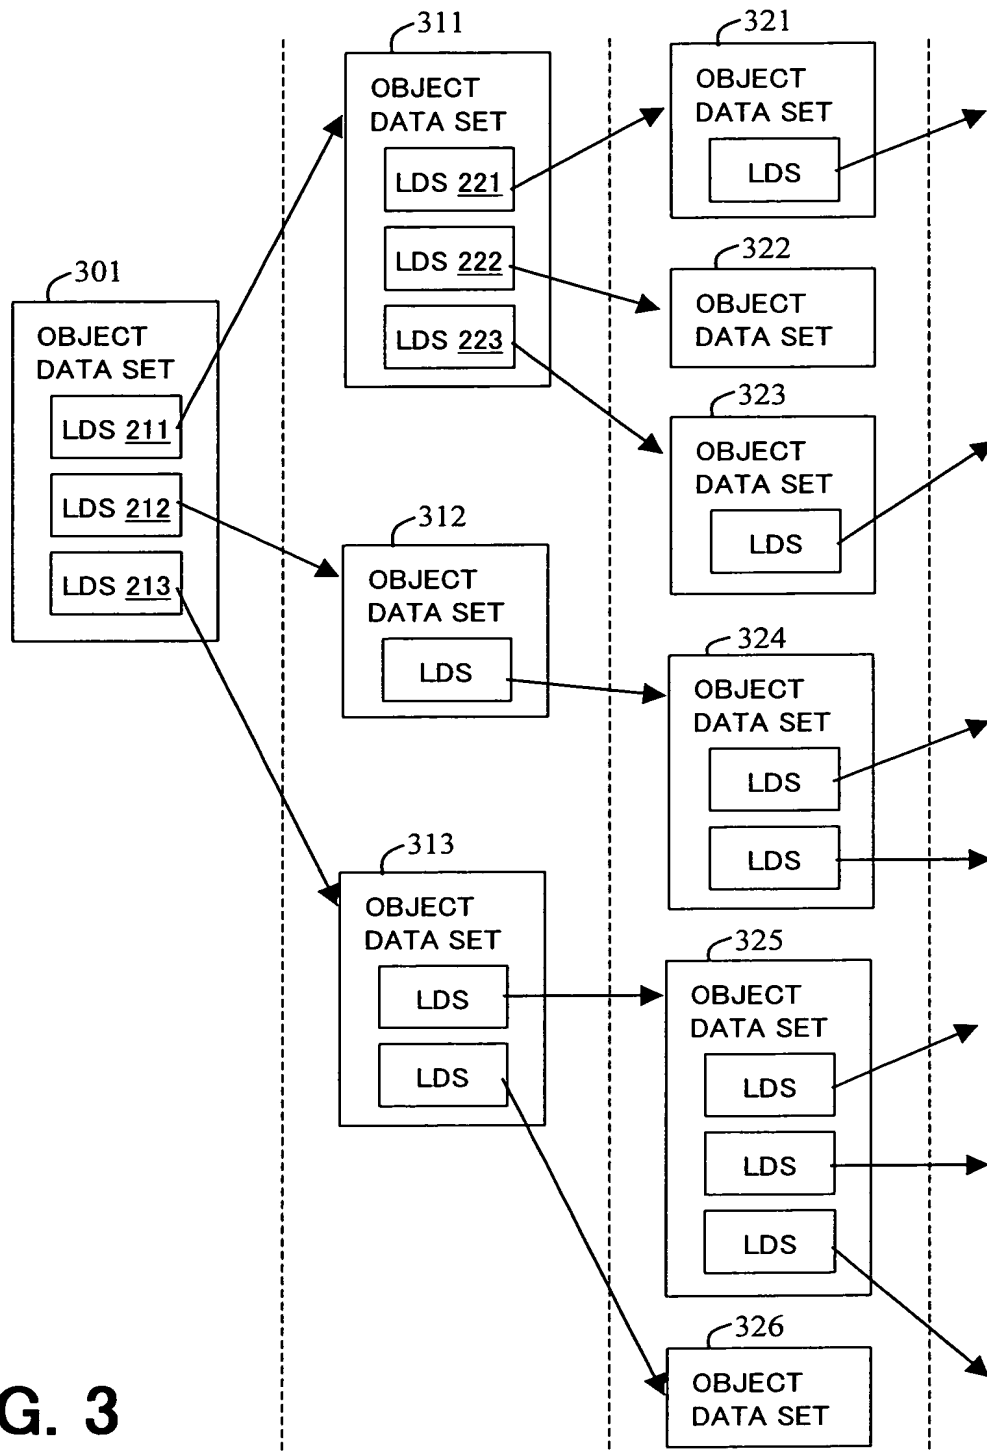 301
OBJECT
DATA SET
LDS 211
LDS 212
LDS 213
311
OBJECT
DATA SET
LDS 221
LDS 222
LDS 223
312
OBJECT
DATA SET
LDS
313
OBJECT
DATA SET
LDS
LDS
321
OBJECT
DATA SET
LDS
322
OBJECT
DATA SET
323
OBJECT
DATA SET
LDS
324
OBJECT
DATA SET
LDS
LDS
325
OBJECT
DATA SET
LDS
LDS
LDS
326
OBJECT
DATA SET
G. 3